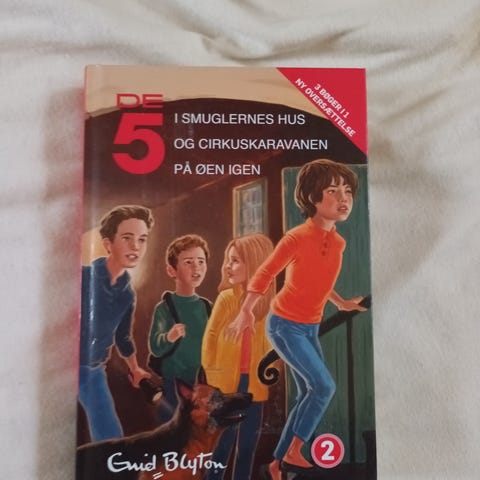 DE
5
I SMUGLERNES HUS
OG CIRKUSKARAVANEN
PÅ ØEN IGEN
3 BØGER I 1
NY OVERSÆTTELSE
Enid Blyton
2